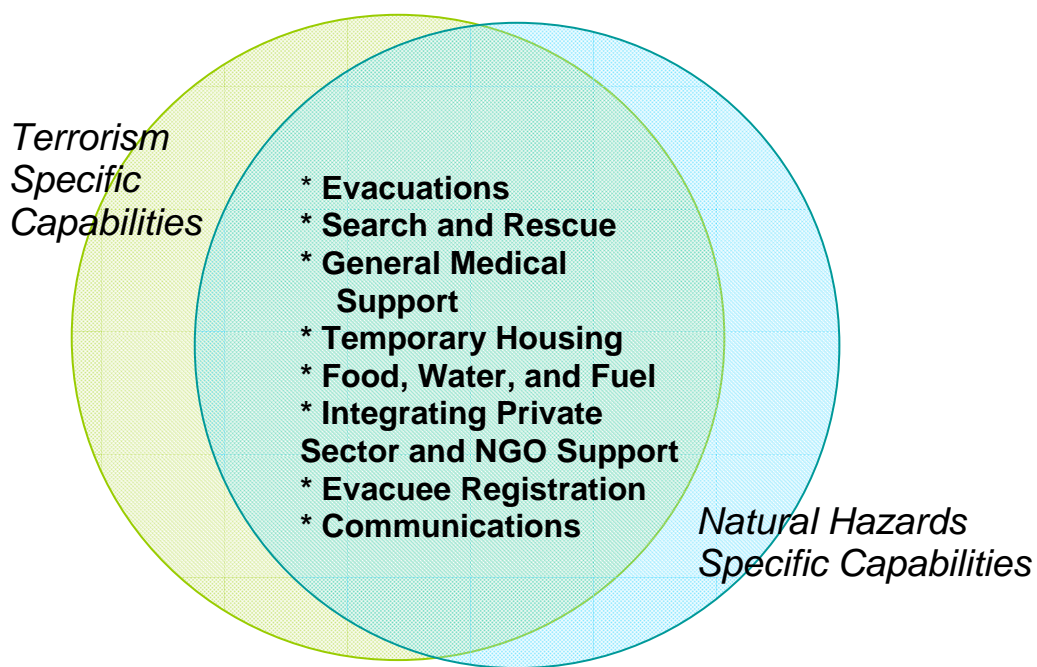 Terrorism
Specific
Capabilities
* Evacuations
* Search and Rescue
* General Medical
Support
* Temporary Housing
* Food, Water, and Fuel
* Integrating Private
Sector and NGO Support
* Evacuee Registration
* Communications
Natural Hazards
Specific Capabilities